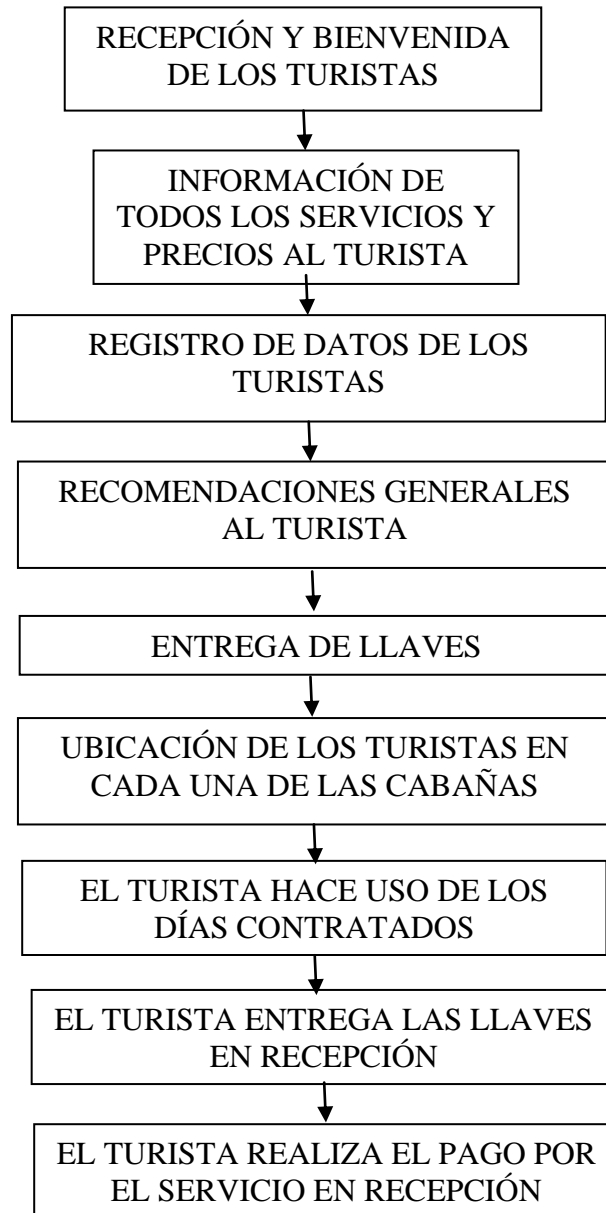 RECEPCIÓN Y BIENVENIDA
DE LOS TURISTAS
INFORMACIÓN DE
TODOS LOS SERVICIOS Y
PRECIOS AL TURISTA
REGISTRO DE DATOS DE LOS
TURISTAS
RECOMENDACIONES GENERALES
AL TURISTA
ENTREGA DE LLAVES
UBICACIÓN DE LOS TURISTAS EN
CADA UNA DE LAS CABAÑAS
EL TURISTA HACE USO DE LOS
DÍAS CONTRATADOS
EL TURISTA ENTREGA LAS LLAVES
EN RECEPCIÓN
EL TURISTA REALIZA EL PAGO POR
EL SERVICIO EN RECEPCIÓN